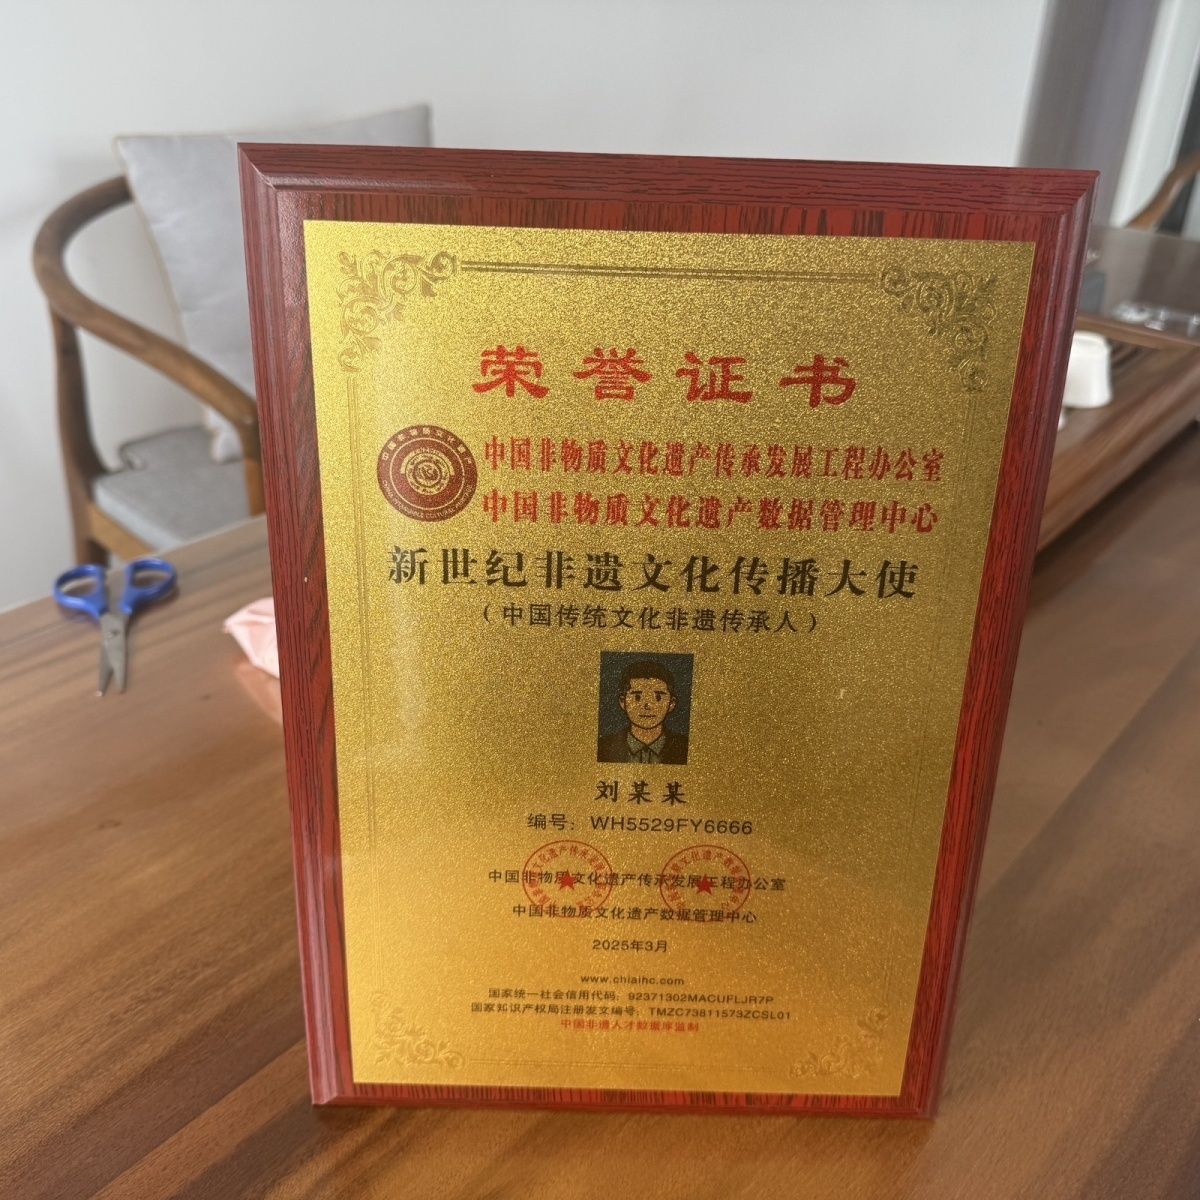 荣誉证书
中国非物质文化遗产传承发展工程办公室
中国非物质文化遗产数据管理中心
新世纪非遗文化传播大使
（中国传统文化非遗传承人）
刘某某
编号：WH5529FY6666
中国非物质文化遗产传承发展工程办公室
中国非物质文化遗产数据管理中心
2025年3月
www.chiaihc.com
国家统一社会信用代码：92371302MACUFLJR7P
国家知识产权局注册发文编号：TMZC73811573ZCSL01
中国非遗人才数据库监制